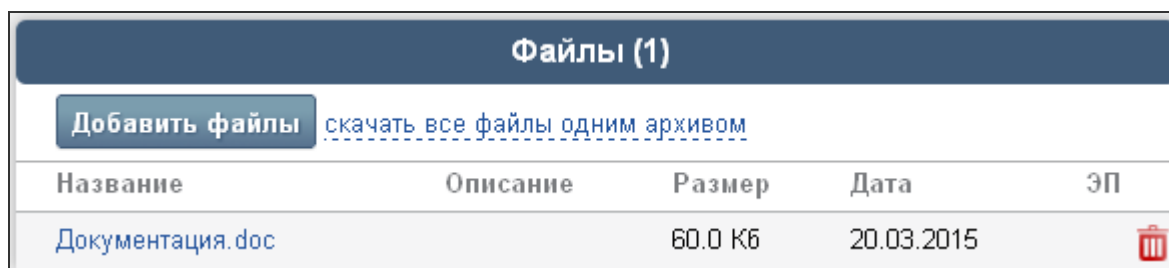 Файлы (1)
Добавить файлы скачать все файлы одним архивом
Название Описание Размер Дата ЭП
Документация.doc 60.0 Кб 20.03.2015